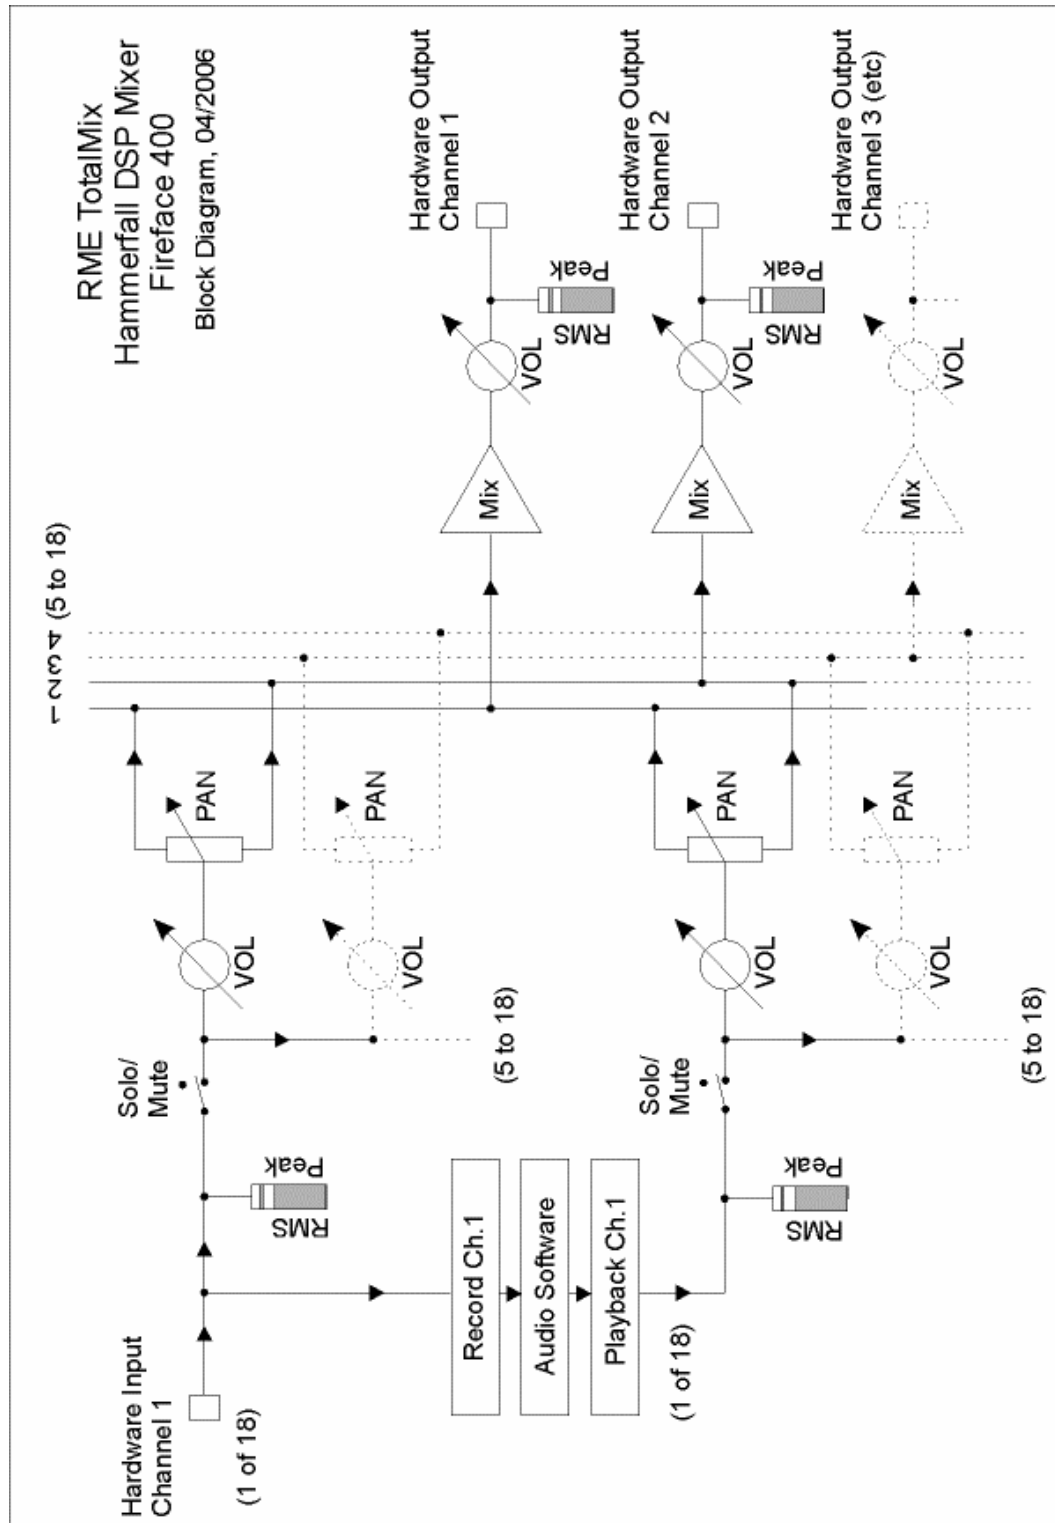 RME TotalMix
Hammerfall DSP Mixer
Fireface 400
Block Diagram, 04/2006
Hardware Input
Channel 1
(1 of 18)
RMS
Peak
Solo/
Mute
VOL
PAN
VOL
PAN
(5 to 18)
1 2 3 4 (5 to 18)
Mix
VOL
RMS
Peak
Hardware Output
Channel 1
Record Ch.1
Audio Software
Playback Ch.1
(1 of 18)
RMS
Peak
Solo/
Mute
VOL
PAN
VOL
PAN
(5 to 18)
Mix
VOL
RMS
Peak
Hardware Output
Channel 2
Mix
VOL
Hardware Output
Channel 3 (etc)